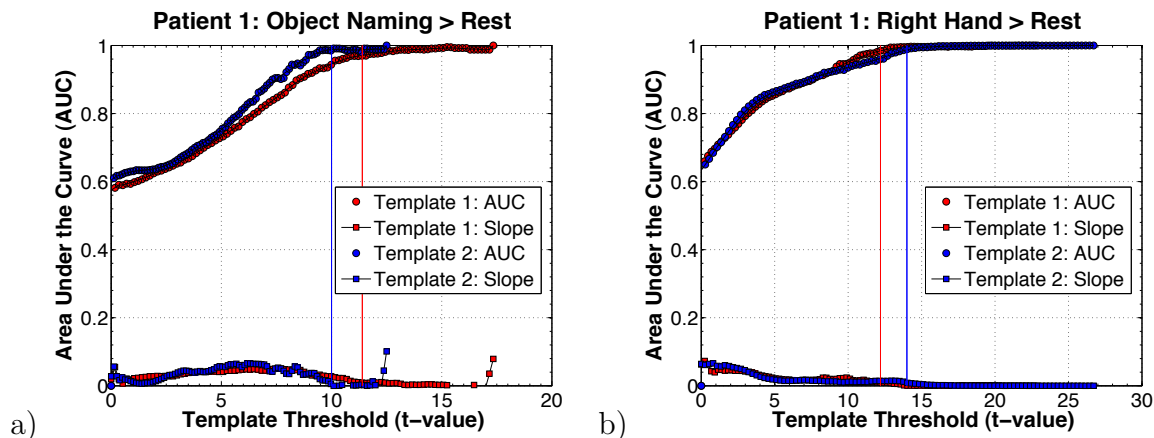 Patient 1: Object Naming > Rest
Area Under the Curve (AUC)
1
0.8
0.6
0.4
0.2
0
Template 1: AUC
Template 1: Slope
Template 2: AUC
Template 2: Slope
0 5 10 15 20
Template Threshold (t−value)
a)
Patient 1: Right Hand > Rest
Area Under the Curve (AUC)
1
0.8
0.6
0.4
0.2
0
Template 1: AUC
Template 1: Slope
Template 2: AUC
Template 2: Slope
0 5 10 15 20 25 30
Template Threshold (t−value)
b)